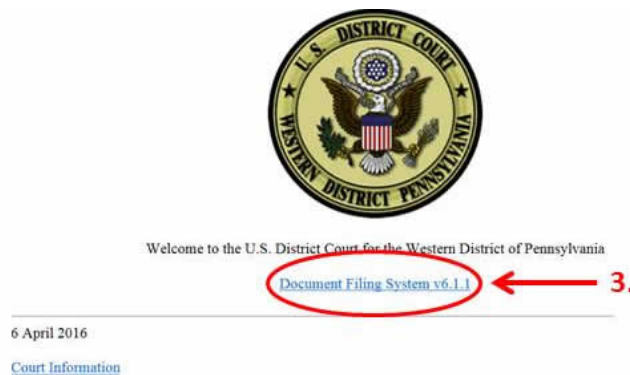 U. S. DISTRICT COURT
WESTERN DISTRICT PENNSYLVANIA
Welcome to the U.S. District Court for the Western District of Pennsylvania
Document Filing System v6.1.1
3.
6 April 2016
Court Information